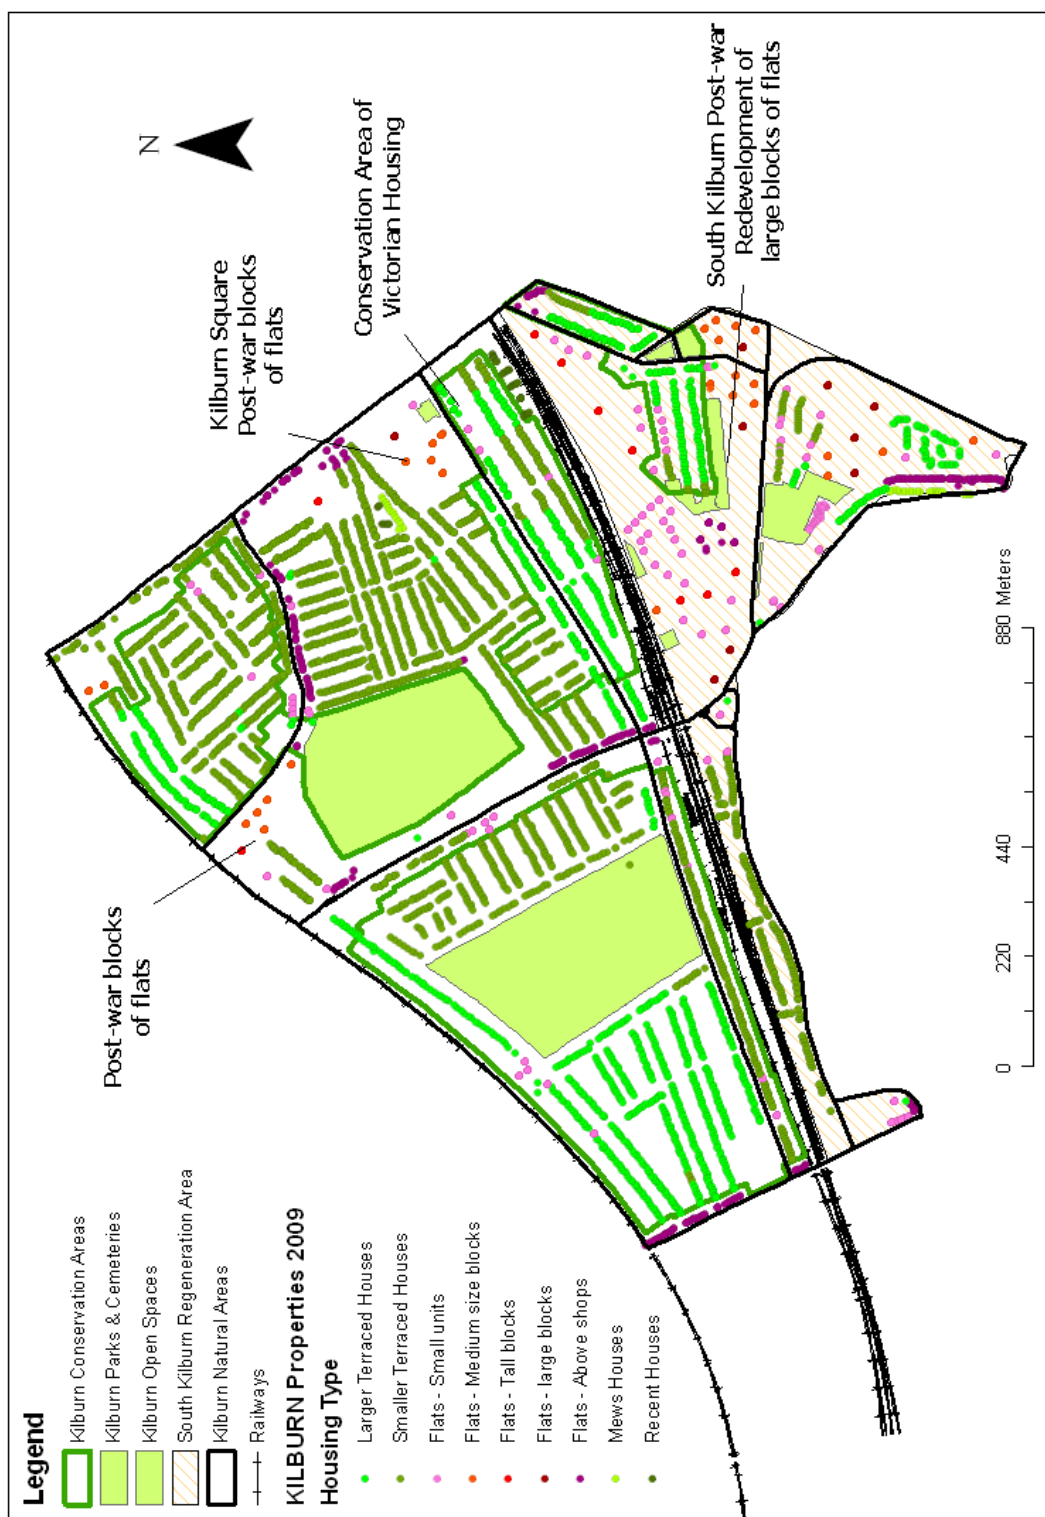 Legend
Kilburn Conservation Areas
Kilburn Parks & Cemeteries
Kilburn Open Spaces
South Kilburn Regeneration Area
Kilburn Natural Areas
Railways
KILBURN Properties 2009
Housing Type
Larger Terraced Houses
Smaller Terraced Houses
Flats - Small units
Flats - Medium size blocks
Flats - Tall blocks
Flats - large blocks
Flats - Above shops
Mews Houses
Recent Houses
Post-war blocks
of flats
Kilburn Square
Post-war blocks
of flats
Conservation Area of
Victorian Housing
South Kilburn Post-war
Redevelopment of
large blocks of flats
N
0 220 440 880 Meters